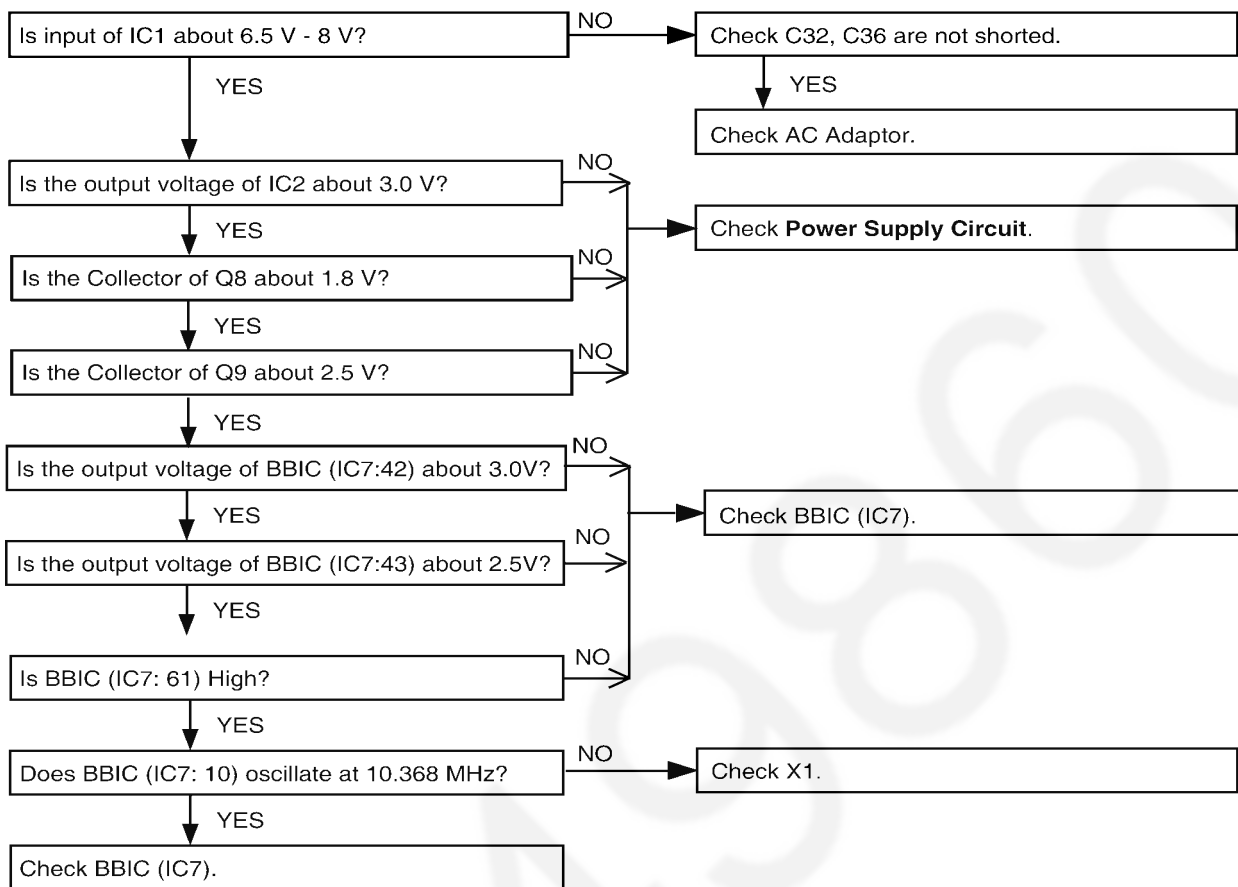 Is input of IC1 about 6.5 V - 8 V?
NO
Check C32, C36 are not shorted.
YES
YES
Check AC Adaptor.
Is the output voltage of IC2 about 3.0 V?
NO
Check Power Supply Circuit.
YES
Is the Collector of Q8 about 1.8 V?
NO
YES
Is the Collector of Q9 about 2.5 V?
NO
YES
Is the output voltage of BBIC (IC7:42) about 3.0V?
NO
Check BBIC (IC7).
YES
Is the output voltage of BBIC (IC7:43) about 2.5V?
NO
YES
Is BBIC (IC7: 61) High?
NO
YES
Does BBIC (IC7: 10) oscillate at 10.368 MHz?
NO
Check X1.
YES
Check BBIC (IC7).